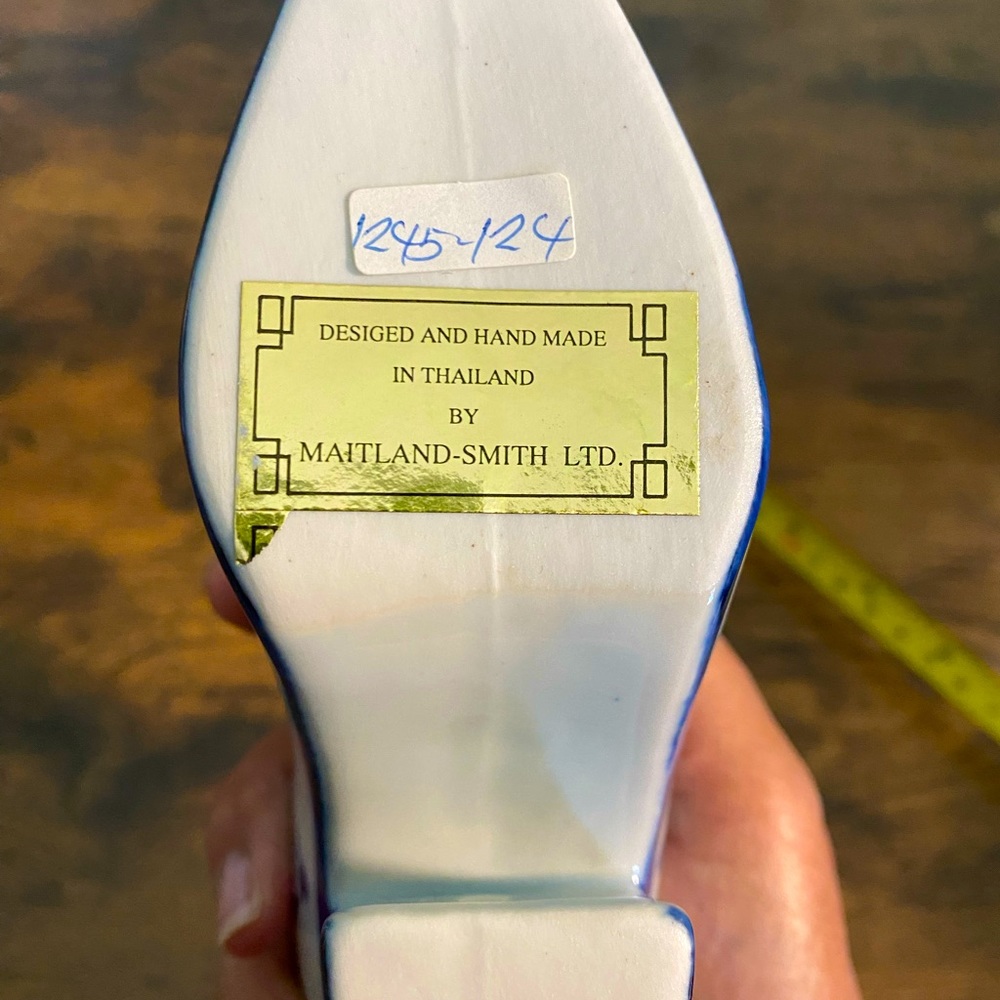 1245-124
DESIGED AND HAND MADE
IN THAILAND
BY
MAITLAND-SMITH LTD.